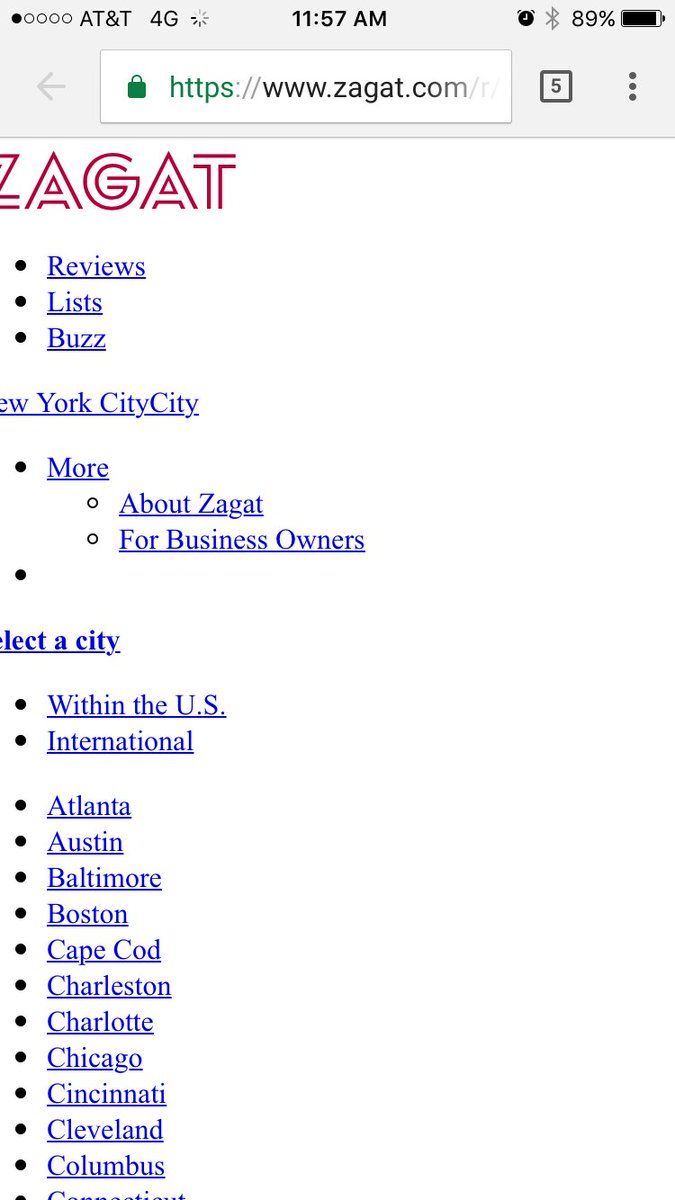 AT&T 4G 11:57 AM 89%
https://www.zagat.com/r/
5
ZAGAT
Reviews
Lists
Buzz
ew York CityCity
More
About Zagat
For Business Owners
elect a city
Within the U.S.
International
Atlanta
Austin
Baltimore
Boston
Cape Cod
Charleston
Charlotte
Chicago
Cincinnati
Cleveland
Columbus
Connecticut